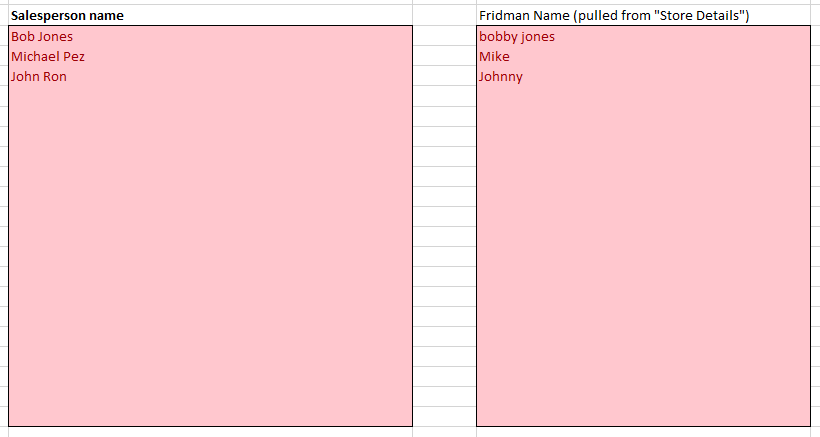 Salesperson name
Bob Jones
Michael Pez
John Ron
Fridman Name (pulled from "Store Details")
bobby jones
Mike
Johnny